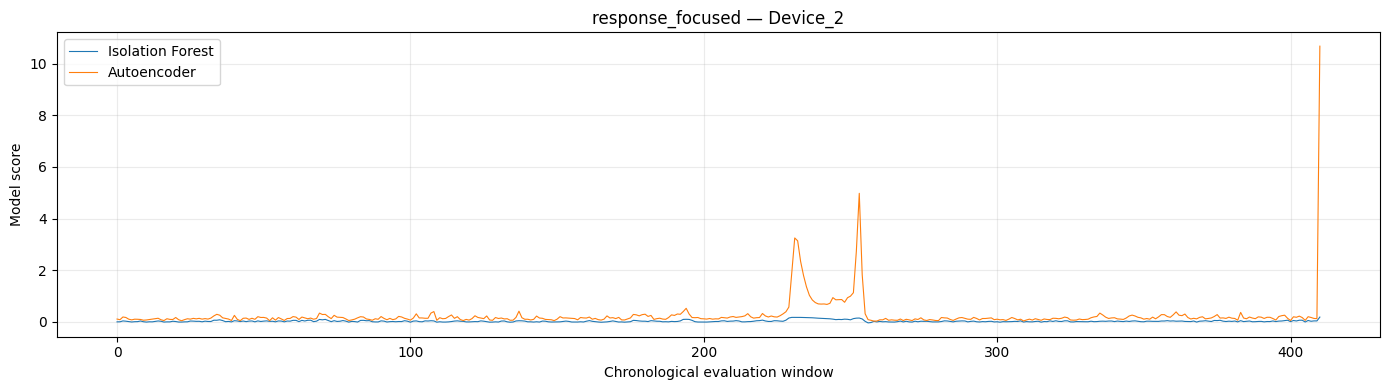 response_focused — Device_2
Isolation Forest
Autoencoder
Model score
10
8
6
4
2
0
0
100
200
300
400
Chronological evaluation window